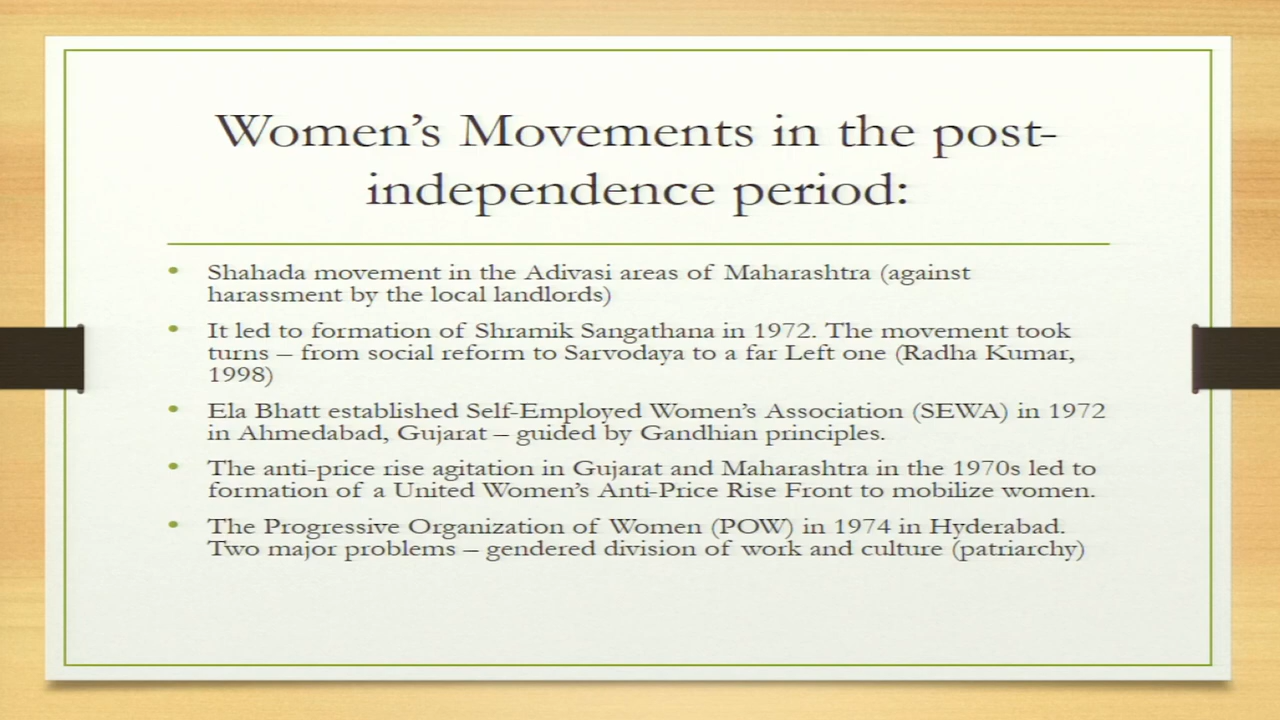 Women’s Movements in the post-
independence period:
• Shahada movement in the Adivasi areas of Maharashtra (against
harassment by the local landlords)
• It led to formation of Shramik Sangathana in 1972. The movement took
turns – from social reform to Sarvodaya to a far Left one (Radha Kumar,
1998)
• Ela Bhatt established Self-Employed Women’s Association (SEWA) in 1972
in Ahmedabad, Gujarat – guided by Gandhian principles.
• The anti-price rise agitation in Gujarat and Maharashtra in the 1970s led to
formation of a United Women’s Anti-Price Rise Front to mobilize women.
• The Progressive Organization of Women (POW) in 1974 in Hyderabad.
Two major problems – gendered division of work and culture (patriarchy)